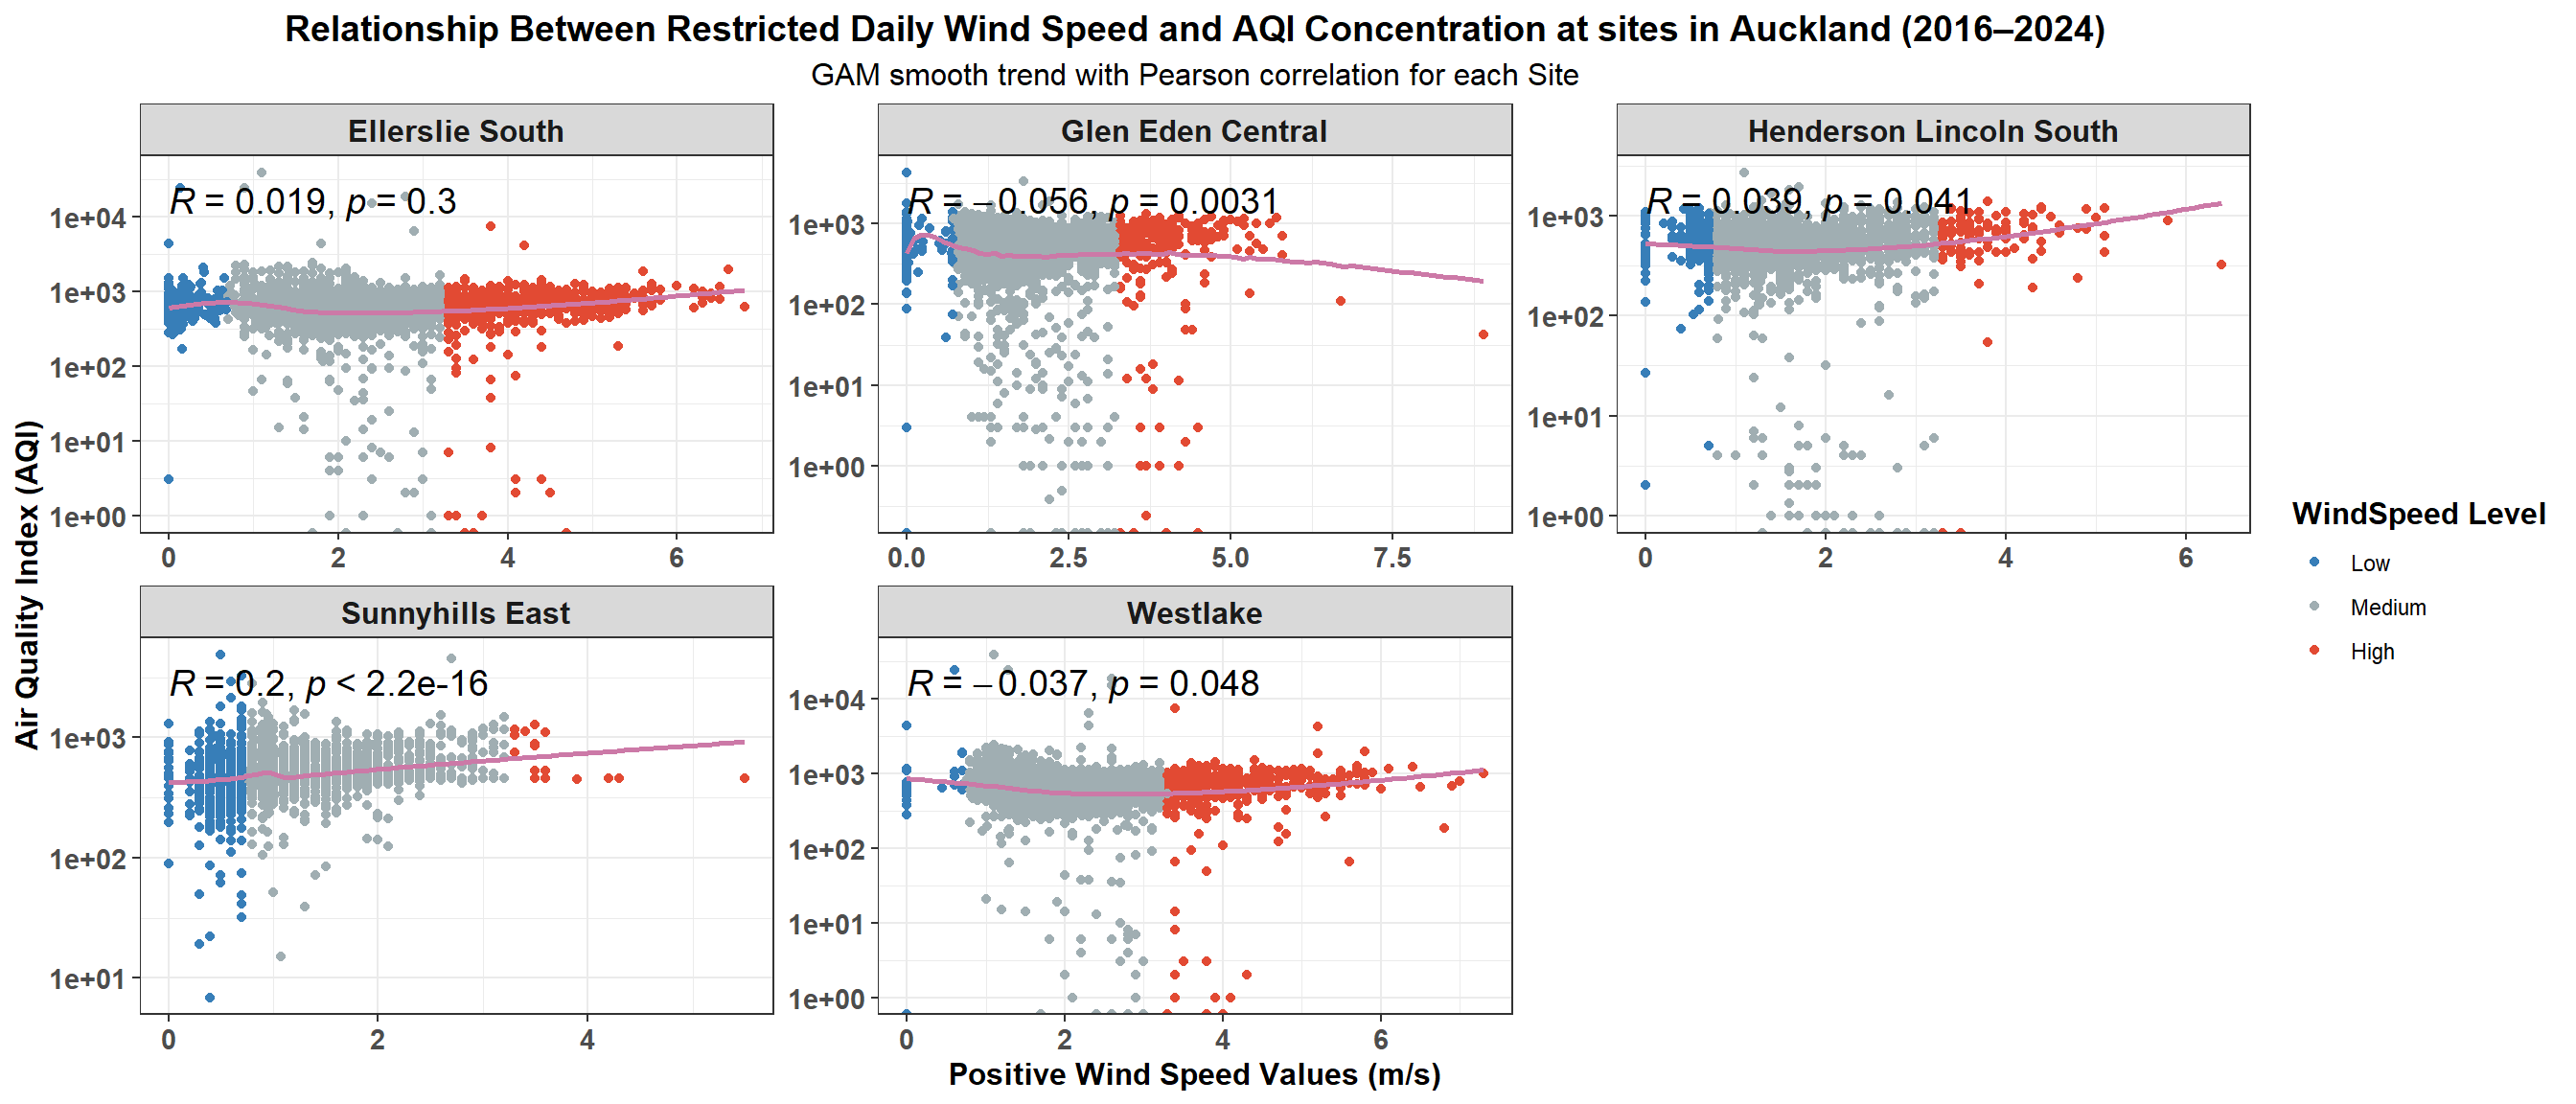 Relationship Between Restricted Daily Wind Speed and AQI Concentration at sites in Auckland (2016–2024)
GAM smooth trend with Pearson correlation for each Site
Air Quality Index (AQI)
Ellerslie South
R = 0.019, p = 0.3
1e+04
1e+03
1e+02
1e+01
1e+00
0 2 4 6
Glen Eden Central
R = −0.056, p = 0.0031
1e+03
1e+02
1e+01
1e+00
0.0 2.5 5.0 7.5
Henderson Lincoln South
R = 0.039, p = 0.041
1e+03
1e+02
1e+01
1e+00
0 2 4 6
Sunnyhills East
R = 0.2, p < 2.2e-16
1e+03
1e+02
1e+01
0 2 4
Westlake
R = −0.037, p = 0.048
1e+04
1e+03
1e+02
1e+01
1e+00
0 2 4 6
Positive Wind Speed Values (m/s)
WindSpeed Level
Low
Medium
High